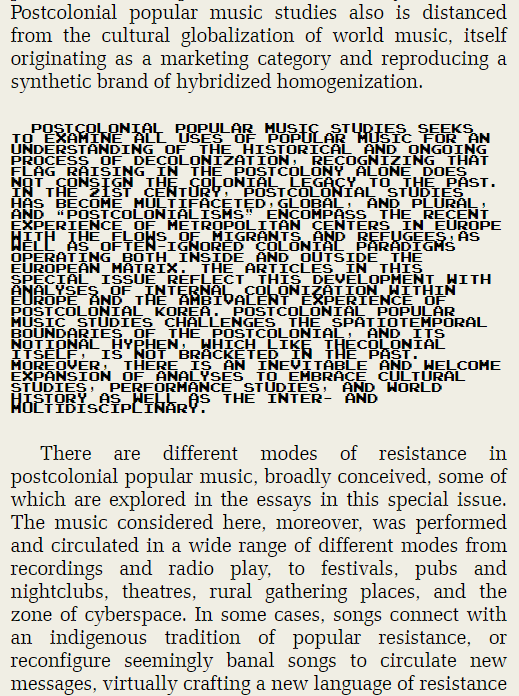 Postcolonial popular music studies also is distanced
from the cultural globalization of world music, itself
originating as a marketing category and reproducing a
synthetic brand of hybridized homogenization.
POSTCOLONIAL POPULAR MUSIC STUDIES SEEKS
TO EXAMINE ALL USES OF POPULAR MUSIC FOR AN
UNDERSTANDING OF THE HISTORICAL AND ONGOING
PROCESS OF DECOLONIZATION, RECOGNIZING THAT
FLAG RAISING IN THE POSTCOLONY ALONE DOES
NOT CONSIGN THE COLONIAL LEGACY TO THE PAST.
IN THE 21ST CENTURY, POSTCOLONIAL STUDIES
HAS BECOME MULTIFACETED,GLOBAL, AND PLURAL,
AND “POSTCOLONIALISMS” ENCOMPASS THE RECENT
EXPERIENCE OF METROPOLITAN CENTERS IN EUROPE
WITH THE FLOWS OF MIGRANTS AND REFUGEES,AS
WELL AS OFTEN-IGNORED COLONIAL PARADIGMS
OPERATING BOTH INSIDE AND OUTSIDE THE
EUROPEAN MATRIX. THE ARTICLES IN THIS
SPECIAL ISSUE REFLECT THIS DEVELOPMENT WITH
ANALYSES OF INTERNAL COLONIZATION WITHIN
EUROPE AND THE AMBIVALENT EXPERIENCE OF
POSTCOLONIAL KOREA. POSTCOLONIAL POPULAR
MUSIC STUDIES CHALLENGES THE SPATIOTEMPORAL
BOUNDARIES OF THE POSTCOLONIAL, AND ITS
NOTIONAL HYPHEN, WHICH LIKE THECOLONIAL
ITSELF, IS NOT BRACKETED IN THE PAST.
MOREOVER, THERE IS AN INEVITABLE AND WELCOME
EXPANSION OF ANALYSES TO EMBRACE CULTURAL
STUDIES, PERFORMANCE STUDIES, AND WORLD
HISTORY AS WELL AS THE INTER- AND
MULTIDISCIPLINARY.
There are different modes of resistance in
postcolonial popular music, broadly conceived, some of
which are explored in the essays in this special issue.
The music considered here, moreover, was performed
and circulated in a wide range of different modes from
recordings and radio play, to festivals, pubs and
nightclubs, theatres, rural gathering places, and the
zone of cyberspace. In some cases, songs connect with
an indigenous tradition of popular resistance, or
reconfigure seemingly banal songs to circulate new
messages, virtually crafting a new language of resistance